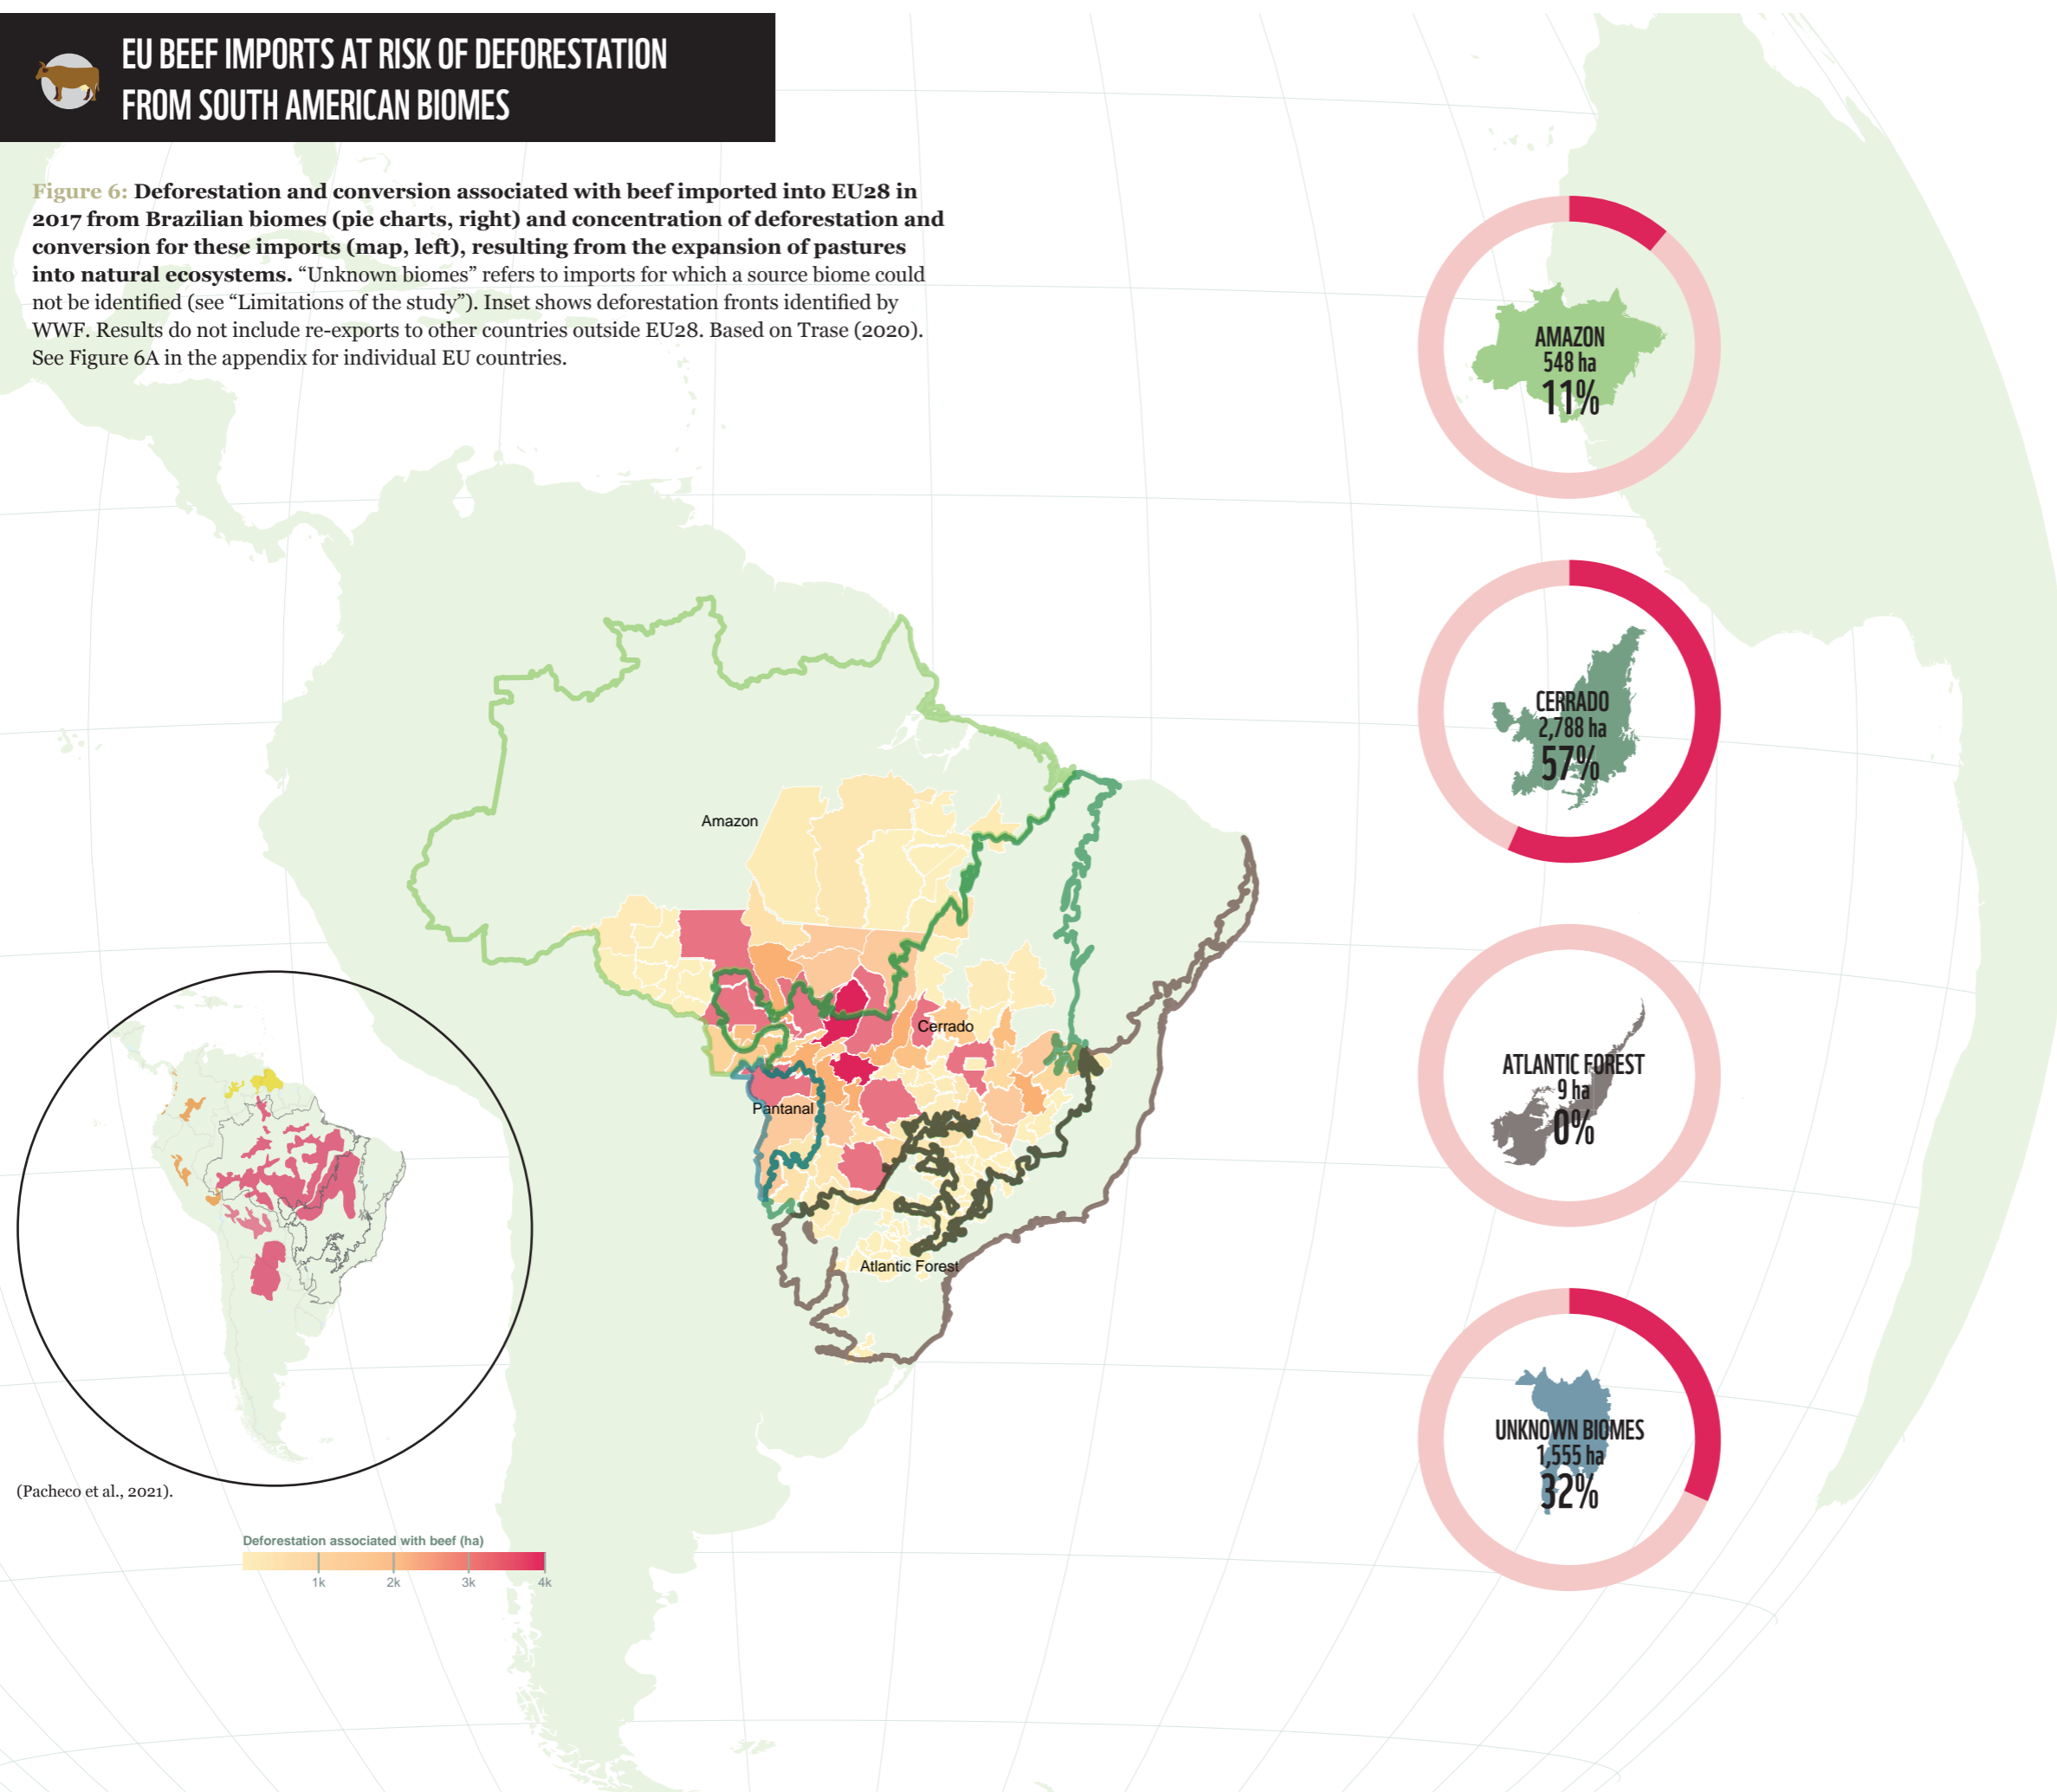 EU BEEF IMPORTS AT RISK OF DEFORESTATION
FROM SOUTH AMERICAN BIOMES
Figure 6: Deforestation and conversion associated with beef imported into EU28 in
2017 from Brazilian biomes (pie charts, right) and concentration of deforestation and
conversion for these imports (map, left), resulting from the expansion of pastures
into natural ecosystems. “Unknown biomes” refers to imports for which a source biome could
not be identified (see “Limitations of the study”). Inset shows deforestation fronts identified by
WWF. Results do not include re-exports to other countries outside EU28. Based on Trase (2020).
See Figure 6A in the appendix for individual EU countries.
AMAZON
548 ha
11%
CERRADO
2,788 ha
57%
ATLANTIC FOREST
9 ha
0%
UNKNOWN BIOMES
1,555 ha
32%
Amazon
Cerrado
Pantanal
Atlantic Forest
(Pacheco et al., 2021).
Deforestation associated with beef (ha)
1k 2k 3k 4k